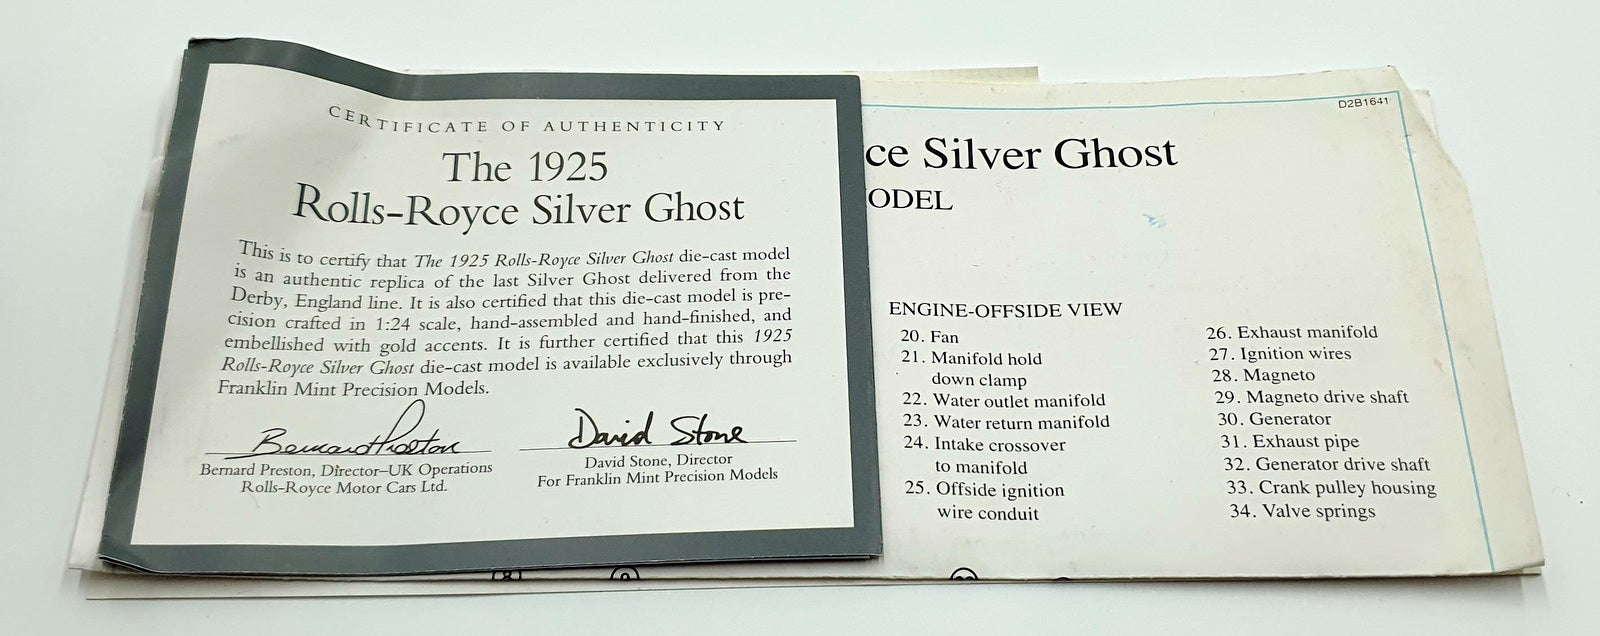 CERTIFICATE OF AUTHENTICITY
The 1925
Rolls-Royce Silver Ghost
This is to certify that The 1925 Rolls-Royce Silver Ghost die-cast model
is an authentic replica of the last Silver Ghost delivered from the
Derby, England line. It is also certified that this die-cast model is pre-
cision crafted in 1:24 scale, hand-assembled and hand-finished, and
embellished with gold accents. It is further certified that this 1925
Rolls-Royce Silver Ghost die-cast model is available exclusively through
Franklin Mint Precision Models.
Bernard Preston
Bernard Preston, Director–UK Operations
Rolls-Royce Motor Cars Ltd.
David Stone
David Stone, Director
For Franklin Mint Precision Models
D2B1641
ce Silver Ghost
ODEL
ENGINE-OFFSIDE VIEW
20. Fan
21. Manifold hold
down clamp
22. Water outlet manifold
23. Water return manifold
24. Intake crossover
to manifold
25. Offside ignition
wire conduit
26. Exhaust manifold
27. Ignition wires
28. Magneto
29. Magneto drive shaft
30. Generator
31. Exhaust pipe
32. Generator drive shaft
33. Crank pulley housing
34. Valve springs